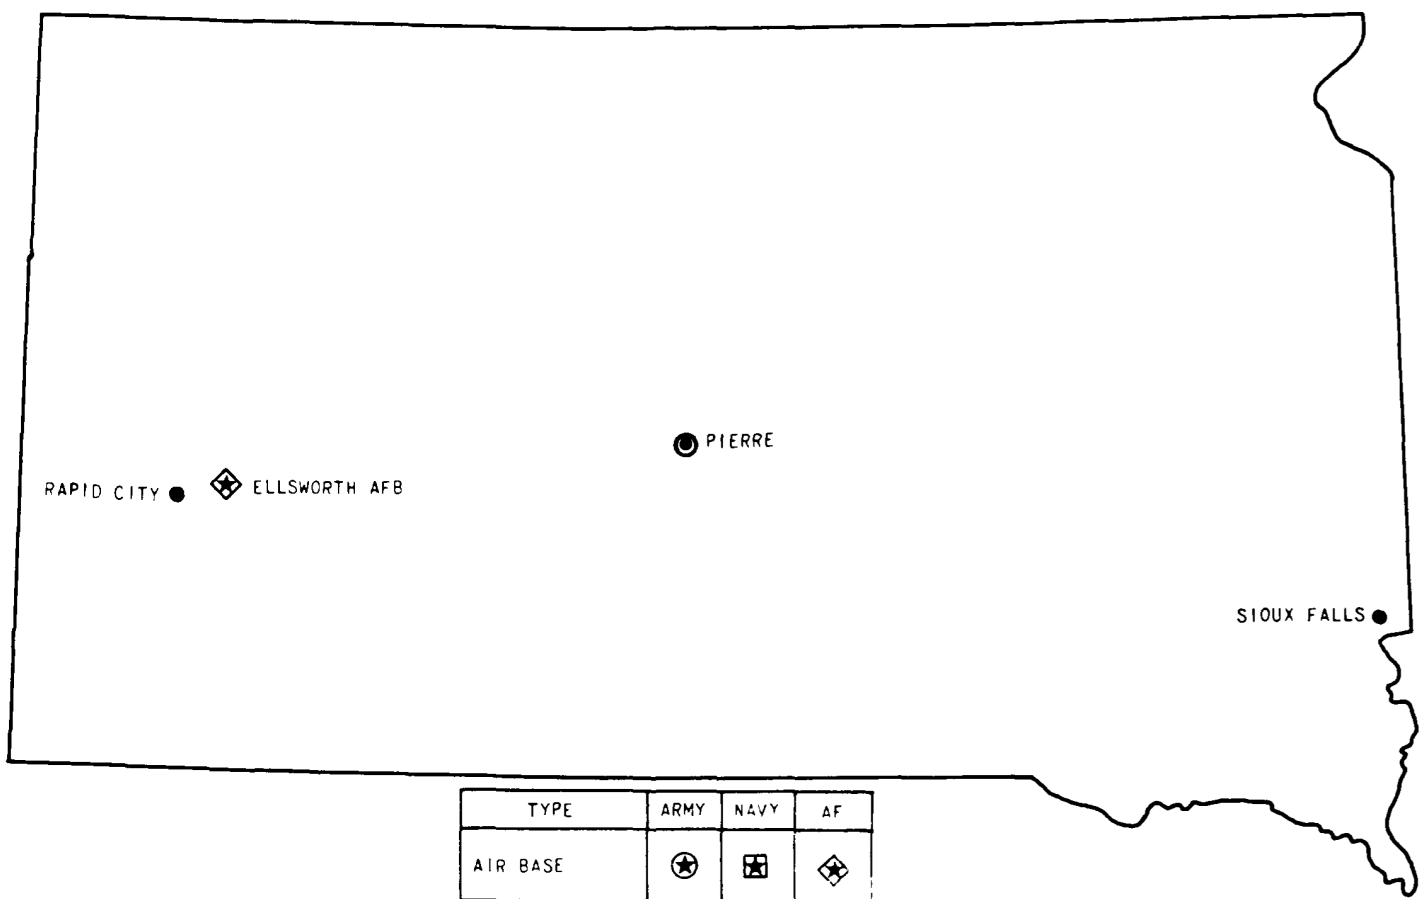 PIERRE
RAPID CITY
ELLSWORTH AFB
SIOUX FALLS
TYPE ARMY NAVY AF
AIR BASE